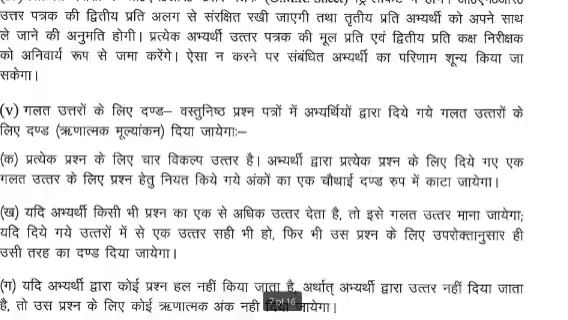 उत्तर पत्रक की द्वितीय प्रति अलग से संरक्षित रखी जाएगी तथा तृतीय प्रति अभ्यर्थी को अपने साथ
ले जाने की अनुमति होगी। प्रत्येक अभ्यर्थी उत्तर पत्रक की मूल प्रति एवं द्वितीय प्रति कक्ष निरीक्षक
को अनिवार्य रूप से जमा करेंगे। ऐसा न करने पर संबंधित अभ्यर्थी का परिणाम शून्य किया जा
सकेगा।
(v) गलत उत्तरों के लिए दण्ड– वस्तुनिष्ठ प्रश्न पत्रों में अभ्यर्थियों द्वारा दिये गये गलत उत्तरों के
लिए दण्ड (ऋणात्मक मूल्यांकन) दिया जायेगाः–
(क) प्रत्येक प्रश्न के लिए चार विकल्प उत्तर है। अभ्यर्थी द्वारा प्रत्येक प्रश्न के लिए दिये गए एक
गलत उत्तर के लिए प्रश्न हेतु नियत किये गये अंकों का एक चौथाई दण्ड रुप में काटा जायेगा।
(ख) यदि अभ्यर्थी किसी भी प्रश्न का एक से अधिक उत्तर देता है, तो इसे गलत उत्तर माना जायेगा;
यदि दिये गये उत्तरों में से एक उत्तर सही भी हो, फिर भी उस प्रश्न के लिए उपरोक्तानुसार ही
उसी तरह का दण्ड दिया जायेगा।
(ग) यदि अभ्यर्थी द्वारा कोई प्रश्न हल नहीं किया जाता है, अर्थात् अभ्यर्थी द्वारा उत्तर नहीं दिया जाता
है, तो उस प्रश्न के लिए कोई ऋणात्मक अंक नहीं दिया जायेगा।
7 of 16